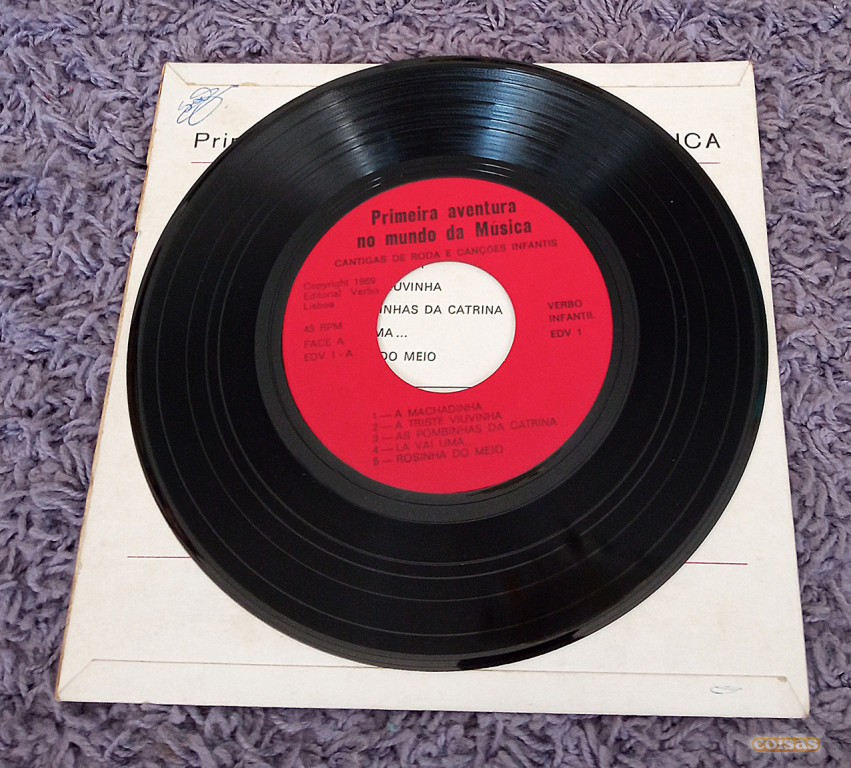 Pri
ICA
Primeira aventura
no mundo da Música
CANTIGAS DE RODA E CANÇÕES INFANTIS
Copyright 1969
Editorial Verbo
Lisboa
45 RPM
FACE A
EDV 1-A
VERBO
INFANTIL
EDV 1
UVINHA
INHAS DA CATRINA
MA...
DO MEIO
1 — A MACHADINHA
2 — A TRISTE VIUVINHA
3 — AS POMBINHAS DA CATRINA
4 — LÁ VAI UMA
5 — ROSINHA DO MEIO
coisas